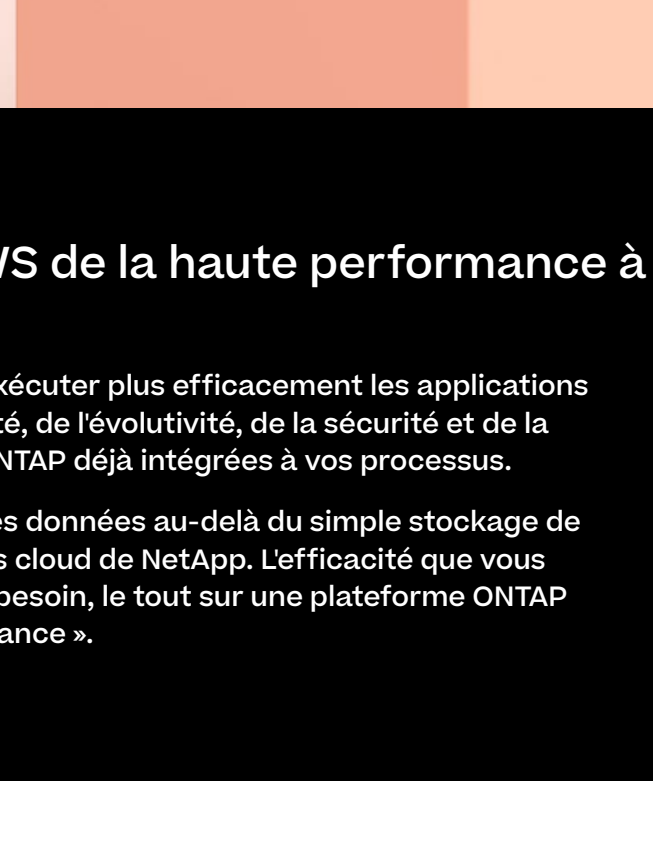 WS de la haute performance à
xécuter plus efficacement les applications
té, de l'évolutivité, de la sécurité et de la
NTAP déjà intégrées à vos processus.
es données au-delà du simple stockage de
s cloud de NetApp. L'efficacité que vous
besoin, le tout sur une plateforme ONTAP
ance ».